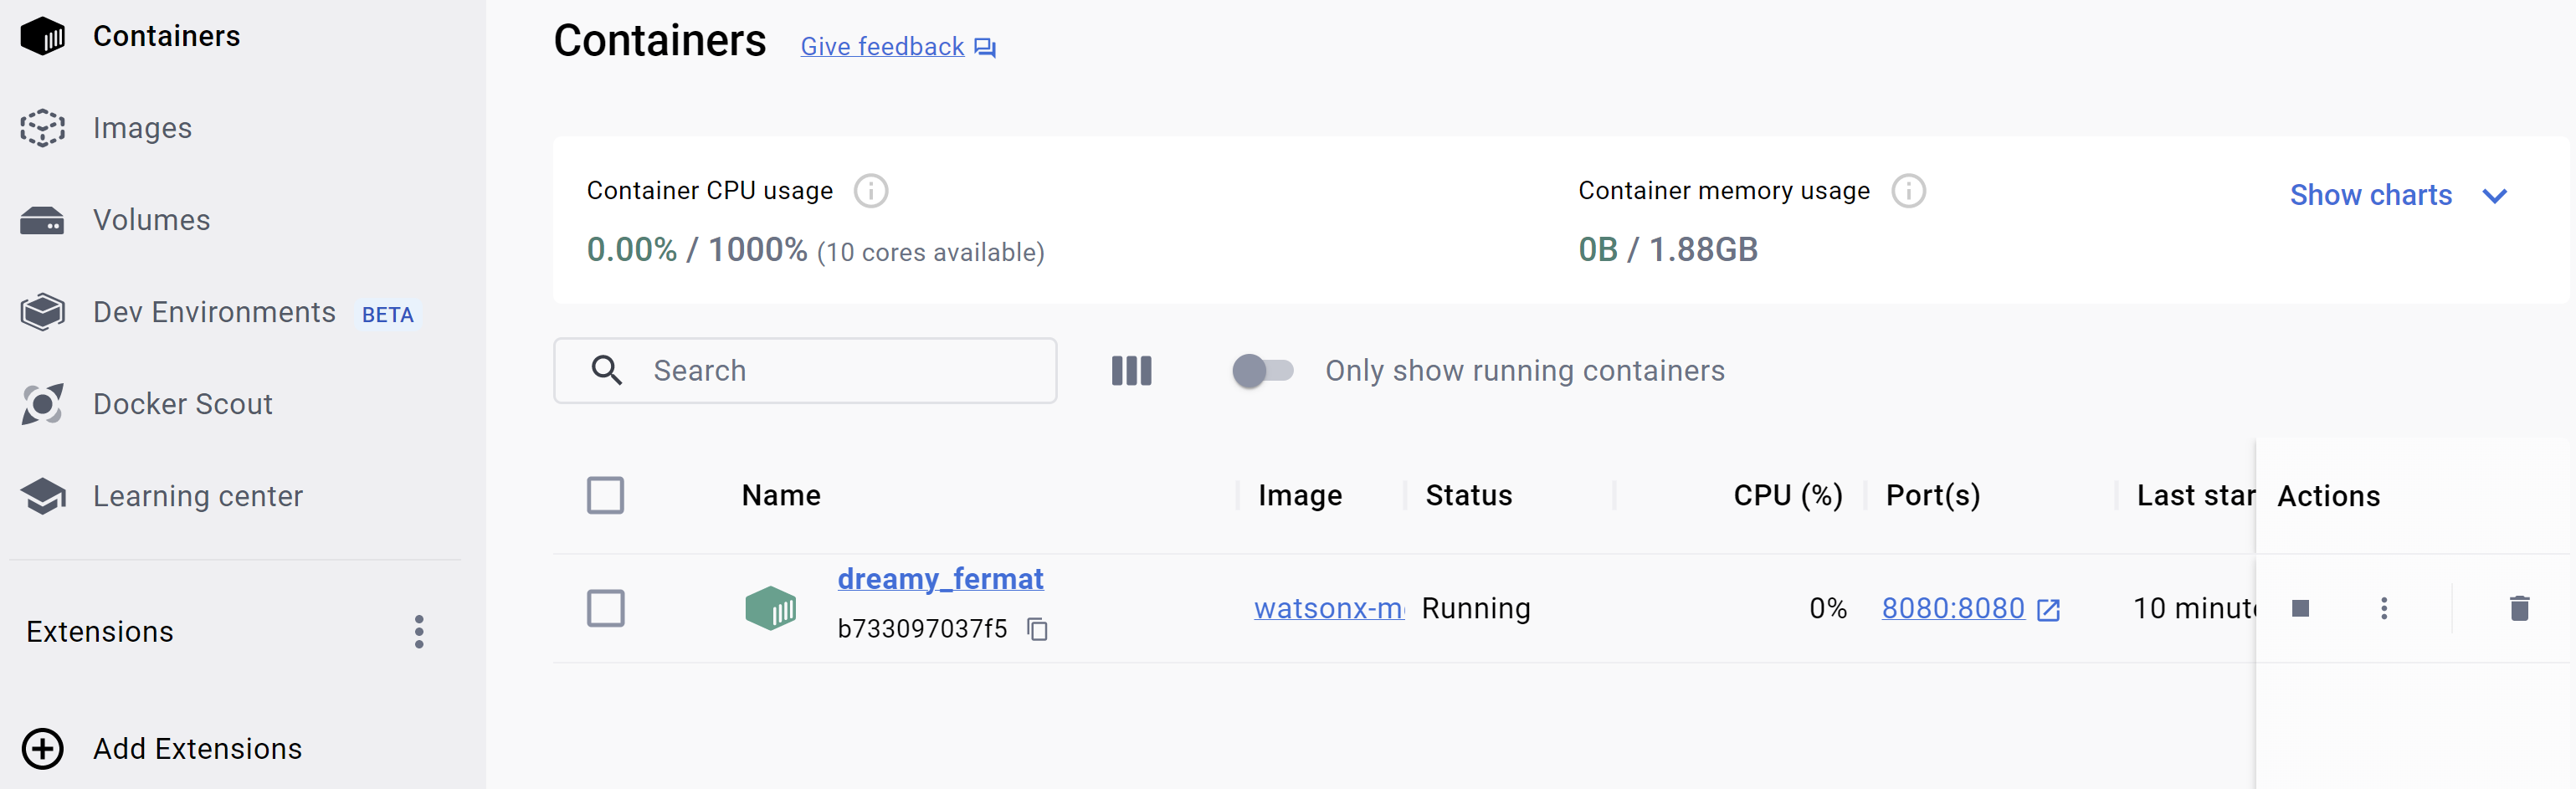 Containers
Images
Volumes
Dev Environments BETA
Docker Scout
Learning center
Extensions
Add Extensions
Containers Give feedback
Container CPU usage
0.00% / 1000% (10 cores available)
Container memory usage
0B / 1.88GB
Show charts
Search
Only show running containers
Name Image Status CPU (%) Port(s) Last star Actions
dreamy_fermat
b733097037f5
watsonx-m Running 0% 8080:8080 10 minut